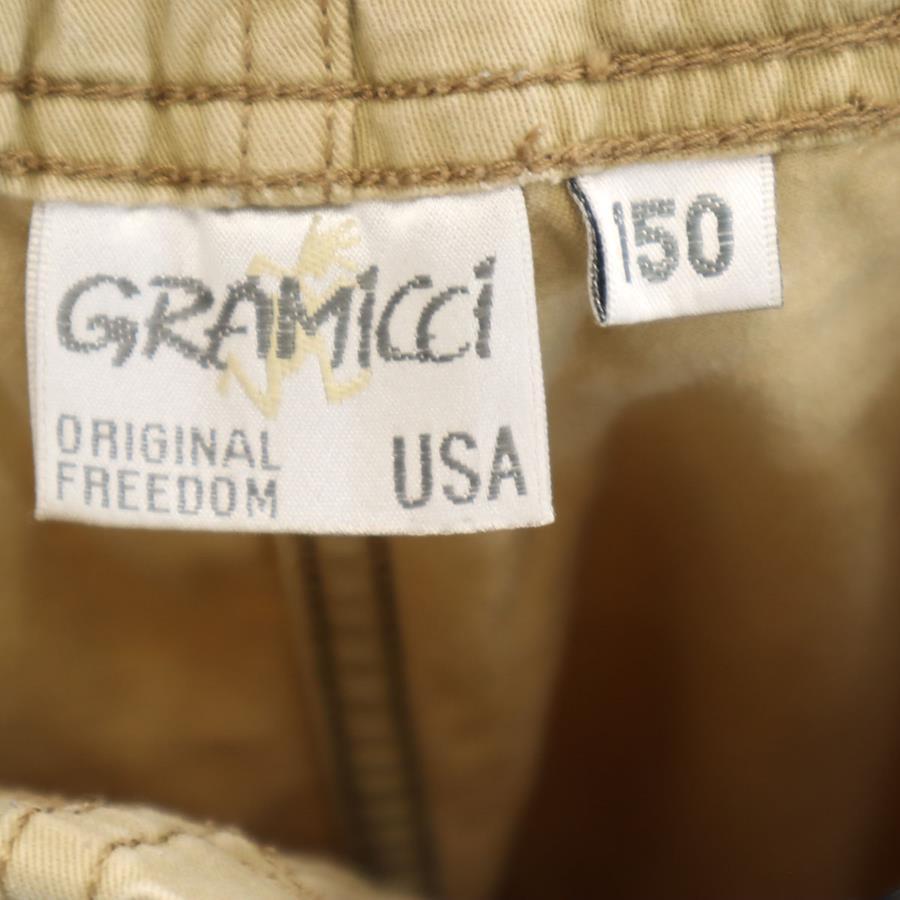 GRAMICCI
150
ORIGINAL
FREEDOM
USA